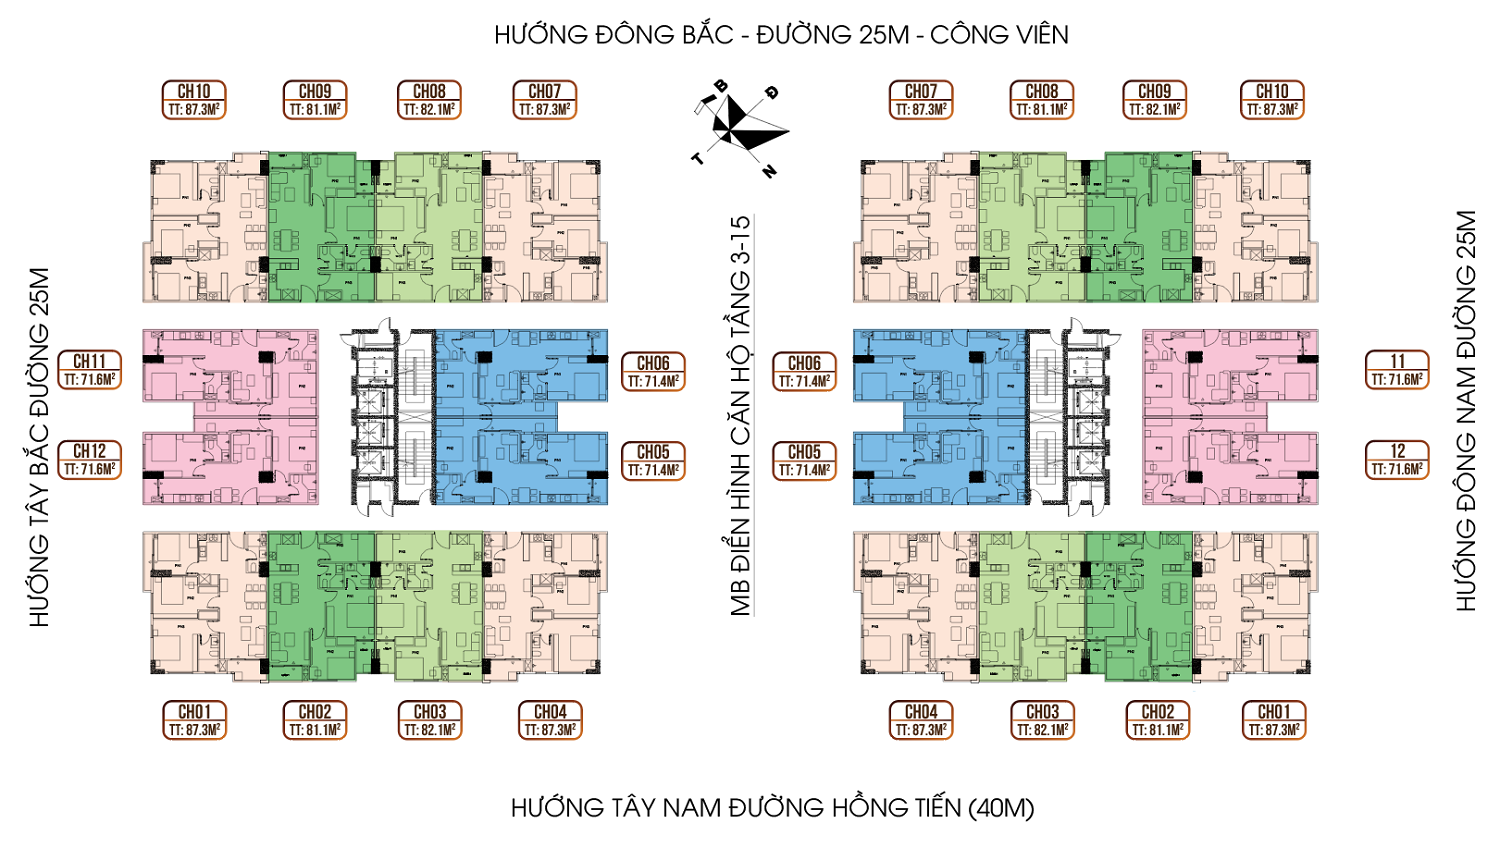 HƯỚNG ĐÔNG BẮC - ĐƯỜNG 25M - CÔNG VIÊN
CH10
TT: 87.3M²
CH09
TT: 81.1M²
CH08
TT: 82.1M²
CH07
TT: 87.3M²
B
Đ
T
N
CH07
TT: 87.3M²
CH08
TT: 81.1M²
CH09
TT: 82.1M²
CH10
TT: 87.3M²
HƯỚNG TÂY BẮC ĐƯỜNG 25M
CH11
TT: 71.6M²
CH12
TT: 71.6M²
CH06
TT: 71.4M²
CH05
TT: 71.4M²
MB ĐIỂN HÌNH CĂN HỘ TẦNG 3-15
CH06
TT: 71.4M²
CH05
TT: 71.4M²
11
TT: 71.6M²
12
TT: 71.6M²
HƯỚNG ĐÔNG NAM ĐƯỜNG 25M
CH01
TT: 87.3M²
CH02
TT: 81.1M²
CH03
TT: 82.1M²
CH04
TT: 87.3M²
CH04
TT: 87.3M²
CH03
TT: 82.1M²
CH02
TT: 81.1M²
CH01
TT: 87.3M²
HƯỚNG TÂY NAM ĐƯỜNG HỒNG TIẾN (40M)